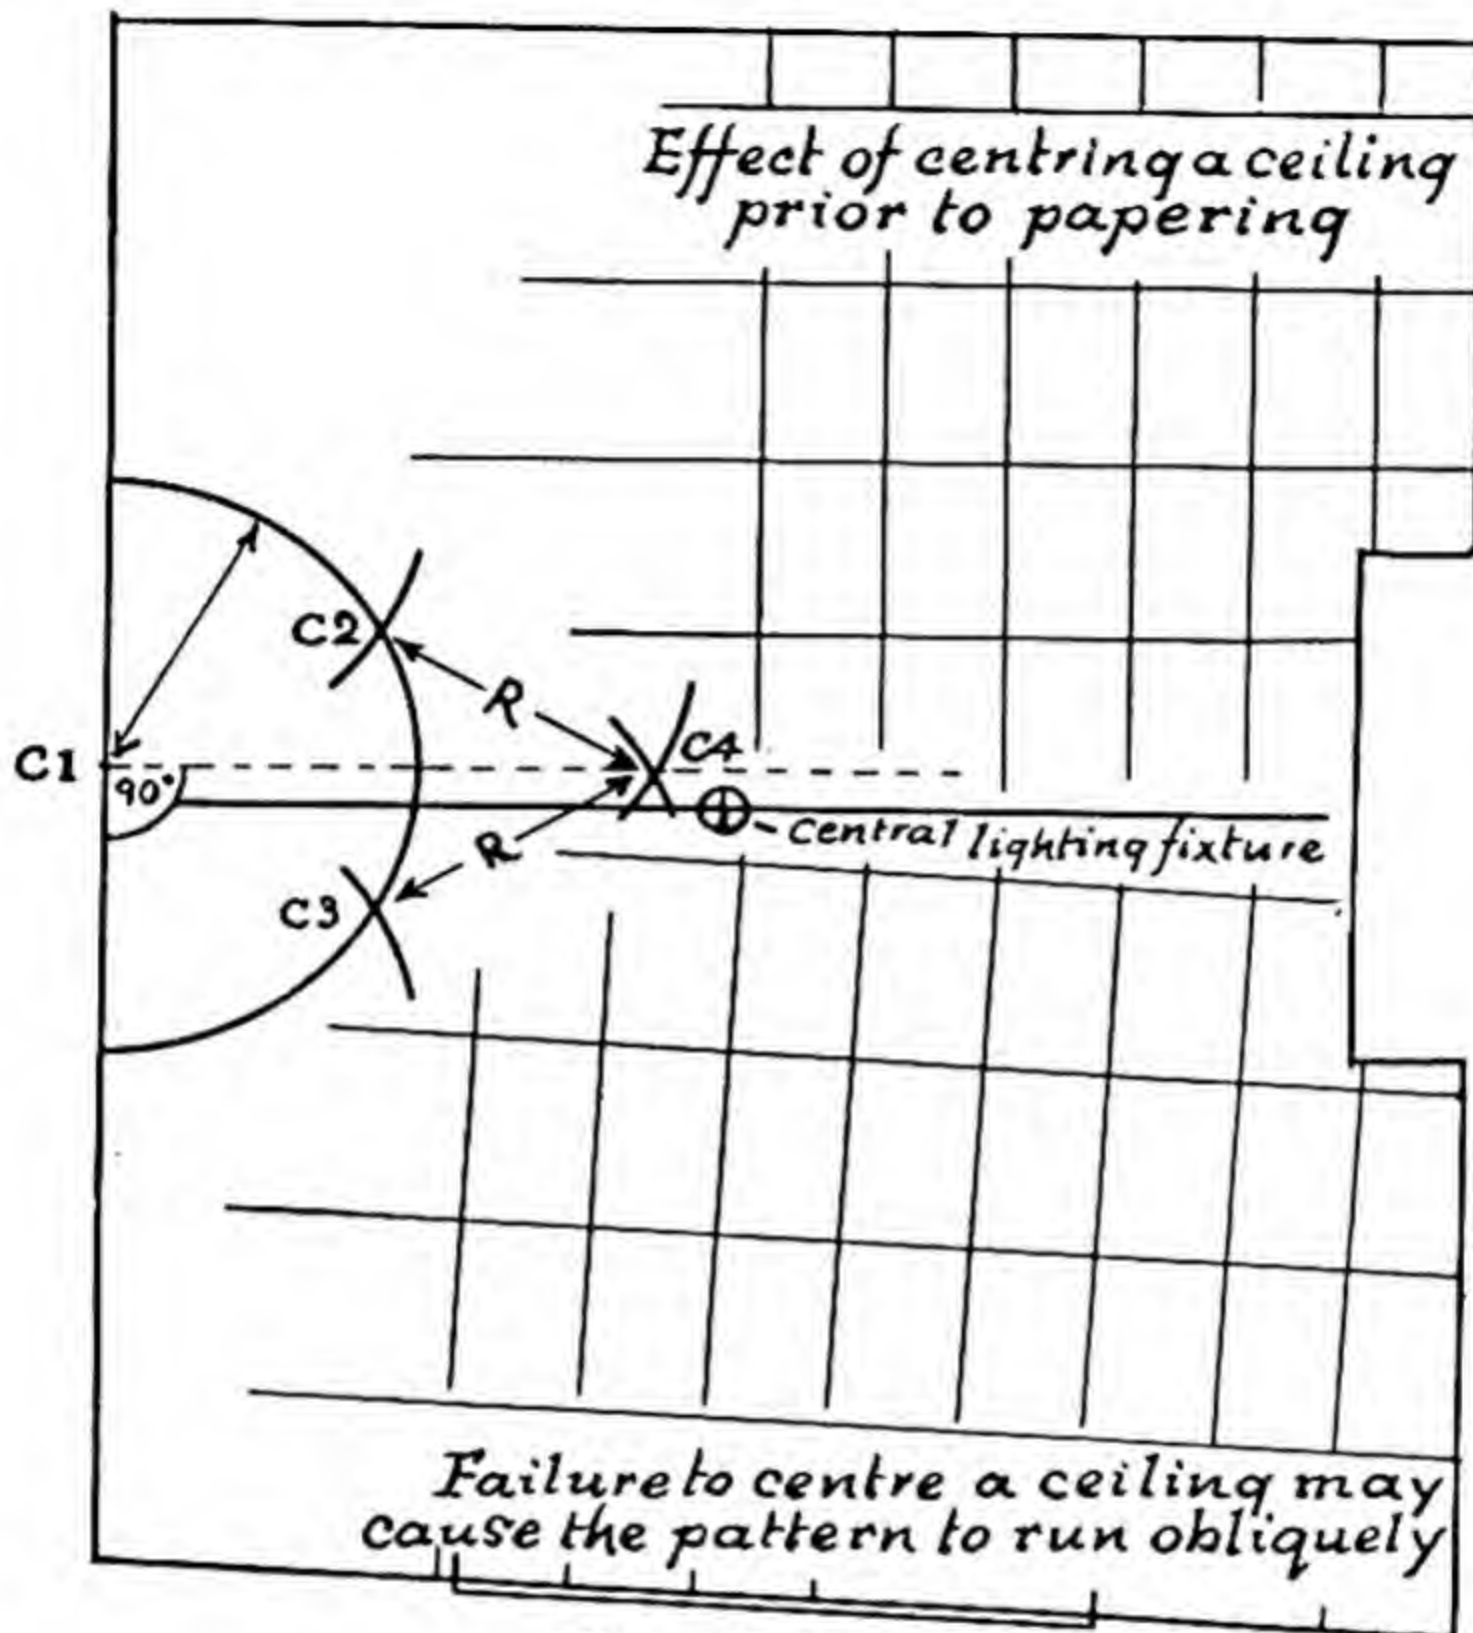 Effect of centring a ceiling
prior to papering
C2
R
C1
C4
90°
central lighting fixture
R
C3
Failure to centre a ceiling may
cause the pattern to run obliquely